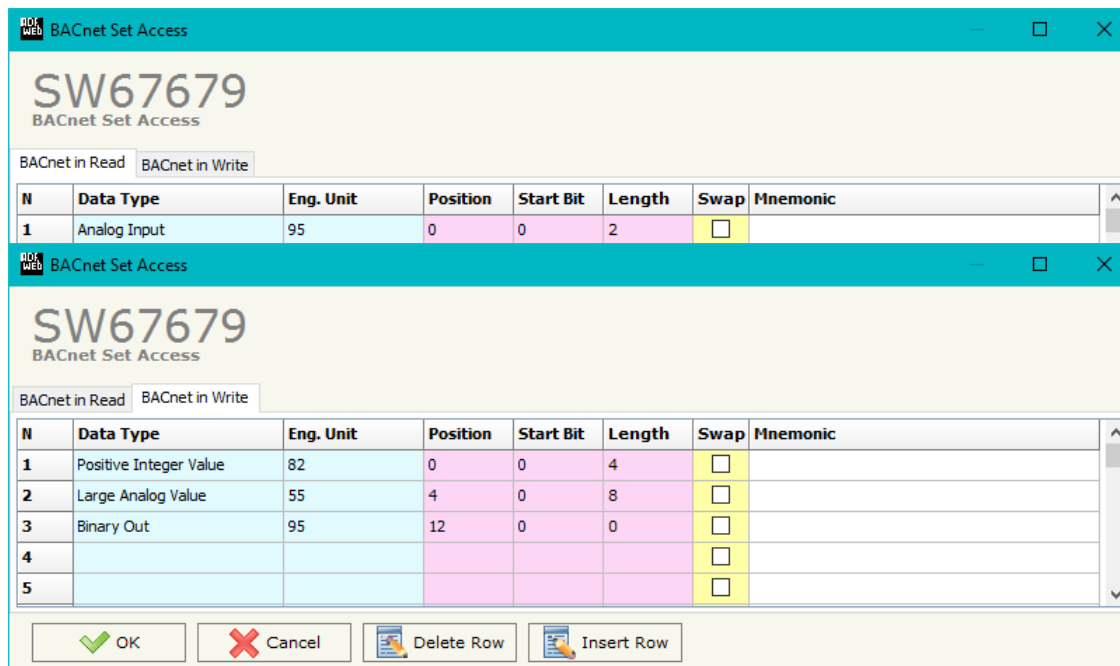 ADF WEB BACnet Set Access
SW67679
BACnet Set Access
BACnet in Read BACnet in Write
N Data Type Eng. Unit Position Start Bit Length Swap Mnemonic
1 Analog Input 95 0 0 2
ADF WEB BACnet Set Access
SW67679
BACnet Set Access
BACnet in Read BACnet in Write
N Data Type Eng. Unit Position Start Bit Length Swap Mnemonic
1 Positive Integer Value 82 0 0 4
2 Large Analog Value 55 4 0 8
3 Binary Out 95 12 0 0
4
5
OK Cancel Delete Row Insert Row